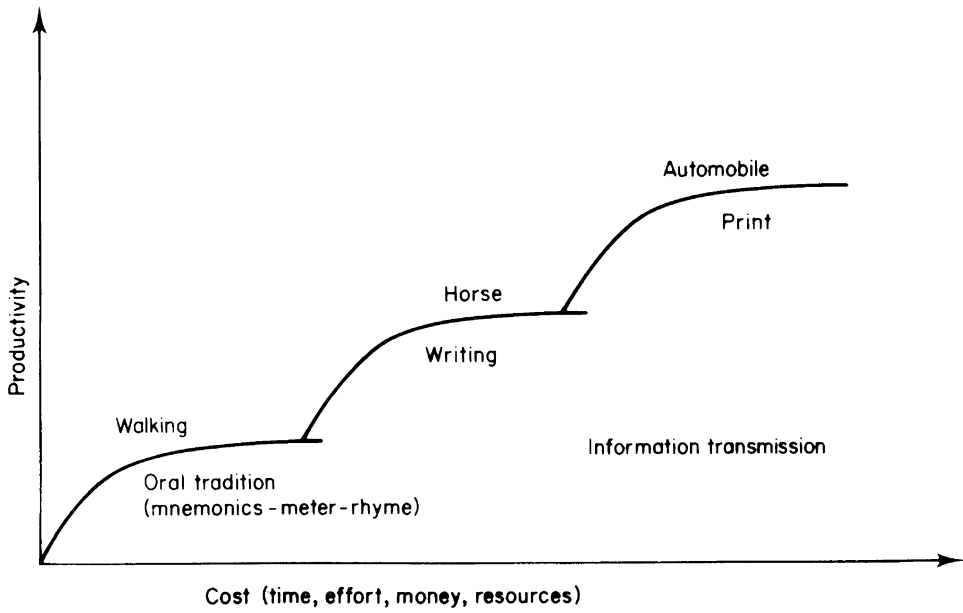 Automobile
Print
Horse
Writing
Productivity
Walking
Information transmission
Oral tradition
(mnemonics-meter-rhyme)
Cost (time, effort, money, resources)